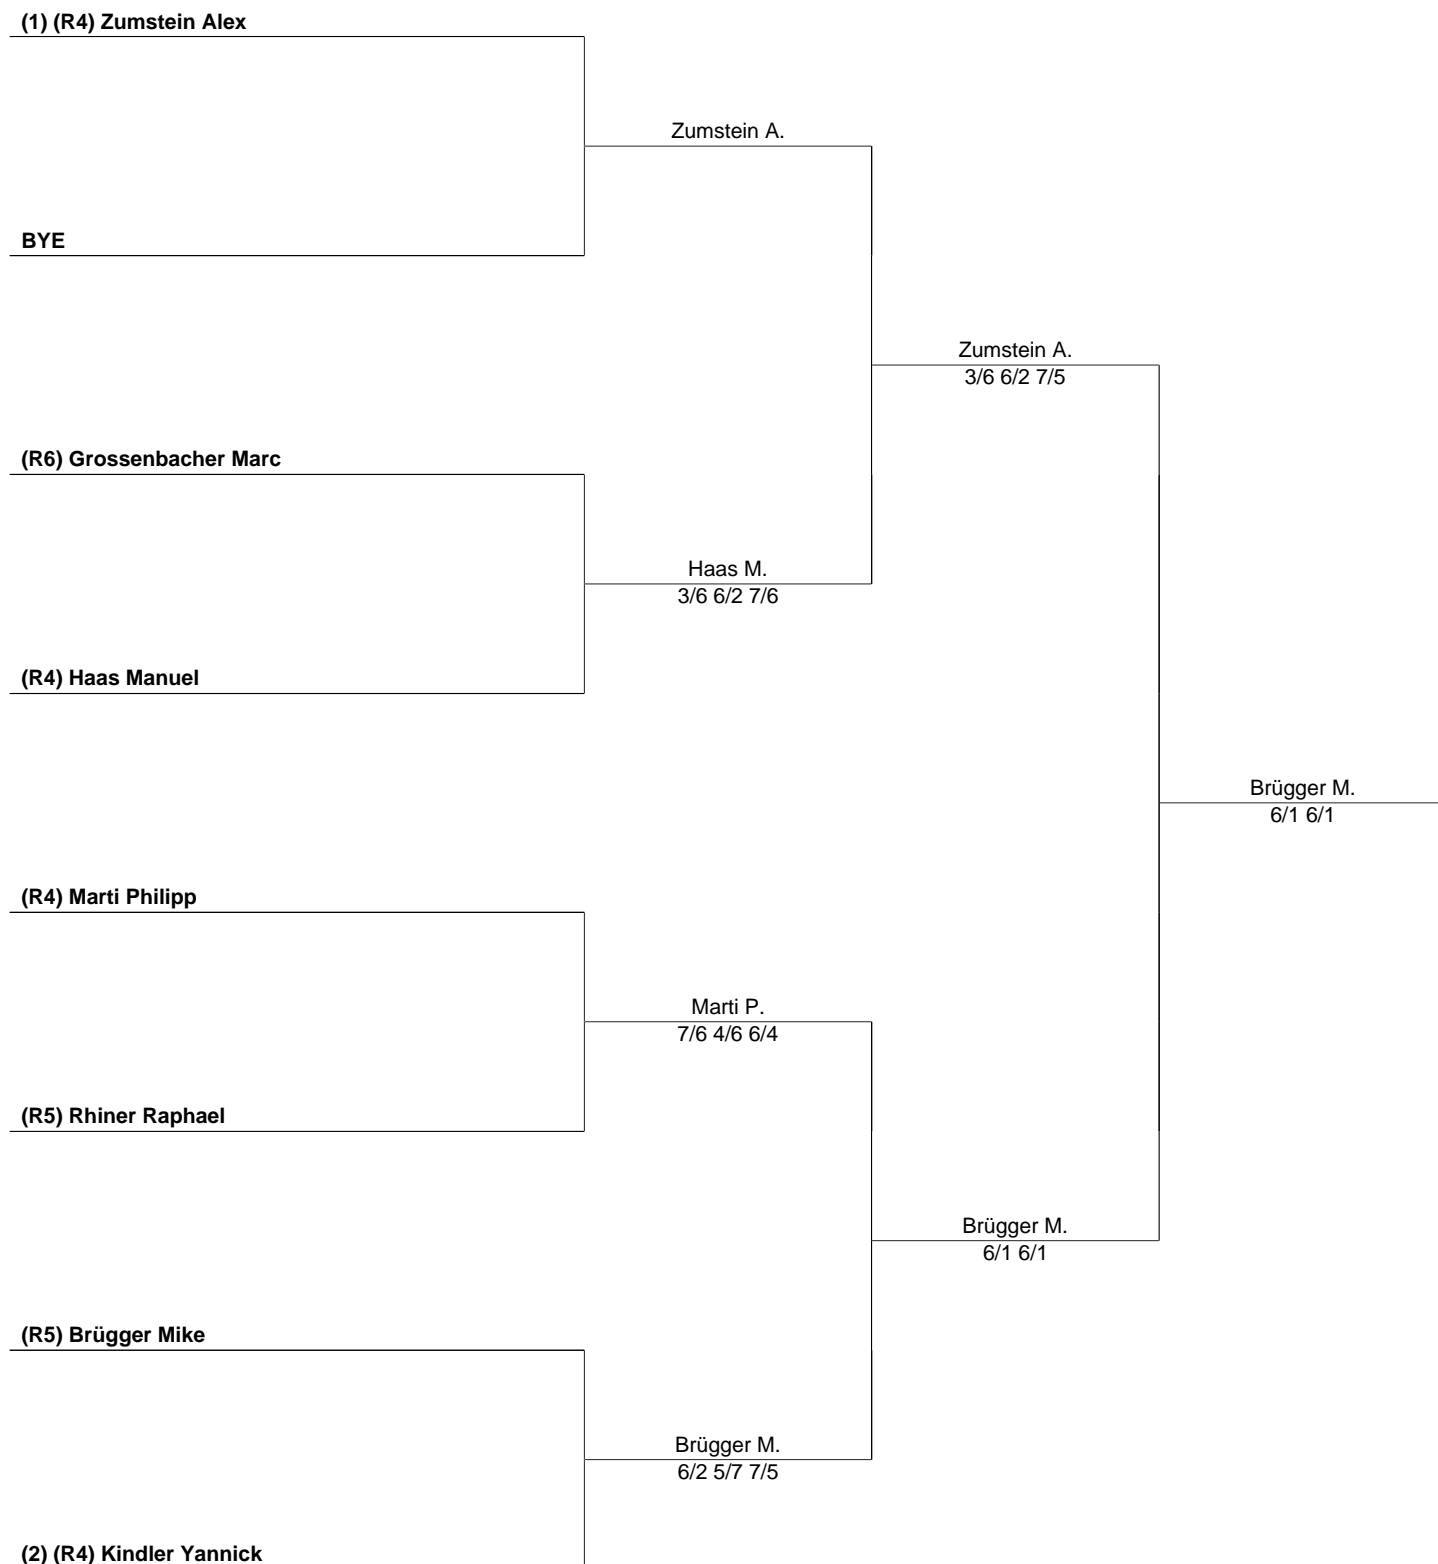 (1) (R4) Zumstein Alex
Zumstein A.
BYE
Zumstein A.
3/6 6/2 7/5
(R6) Grossenbacher Marc
Haas M.
3/6 6/2 7/6
(R4) Haas Manuel
Brügger M.
6/1 6/1
(R4) Marti Philipp
Marti P.
7/6 4/6 6/4
(R5) Rhiner Raphael
Brügger M.
6/1 6/1
(R5) Brügger Mike
Brügger M.
6/2 5/7 7/5
(2) (R4) Kindler Yannick